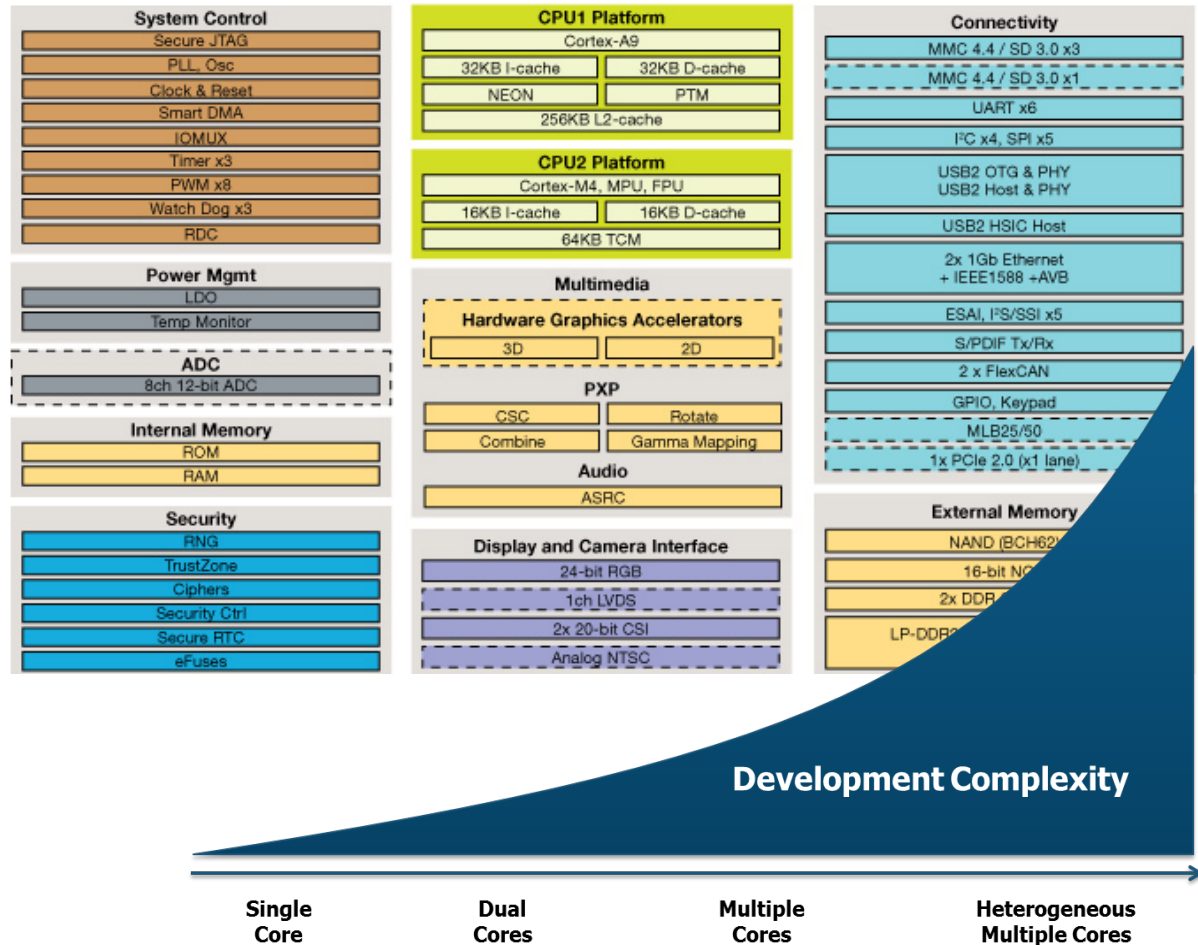 System Control
Secure JTAG
PLL, Osc
Clock & Reset
Smart DMA
IOMUX
Timer x3
PWM x8
Watch Dog x3
RDC
Power Mgmt
LDO
Temp Monitor
ADC
8ch 12-bit ADC
Internal Memory
ROM
RAM
Security
RNG
TrustZone
Ciphers
Security Ctrl
Secure RTC
eFuses
CPU1 Platform
Cortex-A9
32KB I-cache
32KB D-cache
NEON
PTM
256KB L2-cache
CPU2 Platform
Cortex-M4, MPU, FPU
16KB I-cache
16KB D-cache
64KB TCM
Multimedia
Hardware Graphics Accelerators
3D
2D
PXP
CSC
Rotate
Combine
Gamma Mapping
Audio
ASRC
Display and Camera Interface
24-bit RGB
1ch LVDS
2x 20-bit CSI
Analog NTSC
Connectivity
MMC 4.4 / SD 3.0 x3
MMC 4.4 / SD 3.0 x1
UART x6
I²C x4, SPI x5
USB2 OTG & PHY
USB2 Host & PHY
USB2 HSIC Host
2x 1Gb Ethernet
+ IEEE1588 +AVB
ESAI, I²S/SSI x5
S/PDIF Tx/Rx
2 x FlexCAN
GPIO, Keypad
MLB25/50
1x PCIe 2.0 (x1 lane)
External Memory
NAND (BCH62)
16-bit
2x DDR
Development Complexity
Single
Core
Dual
Cores
Multiple
Cores
Heterogeneous
Multiple Cores